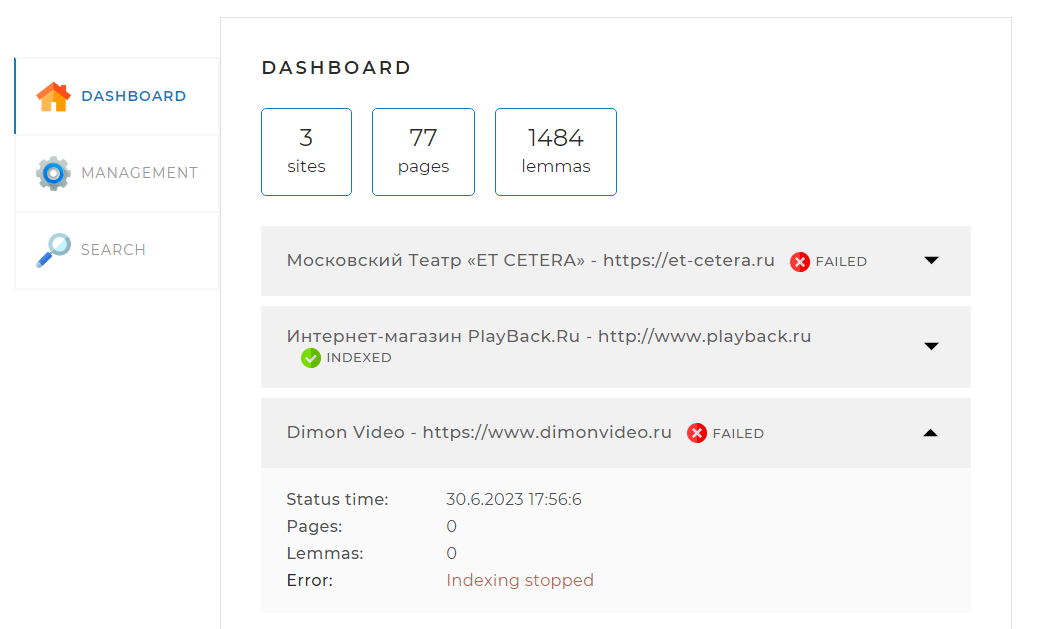 DASHBOARD
MANAGEMENT
SEARCH
DASHBOARD
3
sites
77
pages
1484
lemmas
Московский Театр «ET CETERA» - https://et-cetera.ru FAILED
Интернет-магазин PlayBack.Ru - http://www.playback.ru
INDEXED
Dimon Video - https://www.dimonvideo.ru FAILED
Status time: 30.6.2023 17:56:6
Pages: 0
Lemmas: 0
Error: Indexing stopped